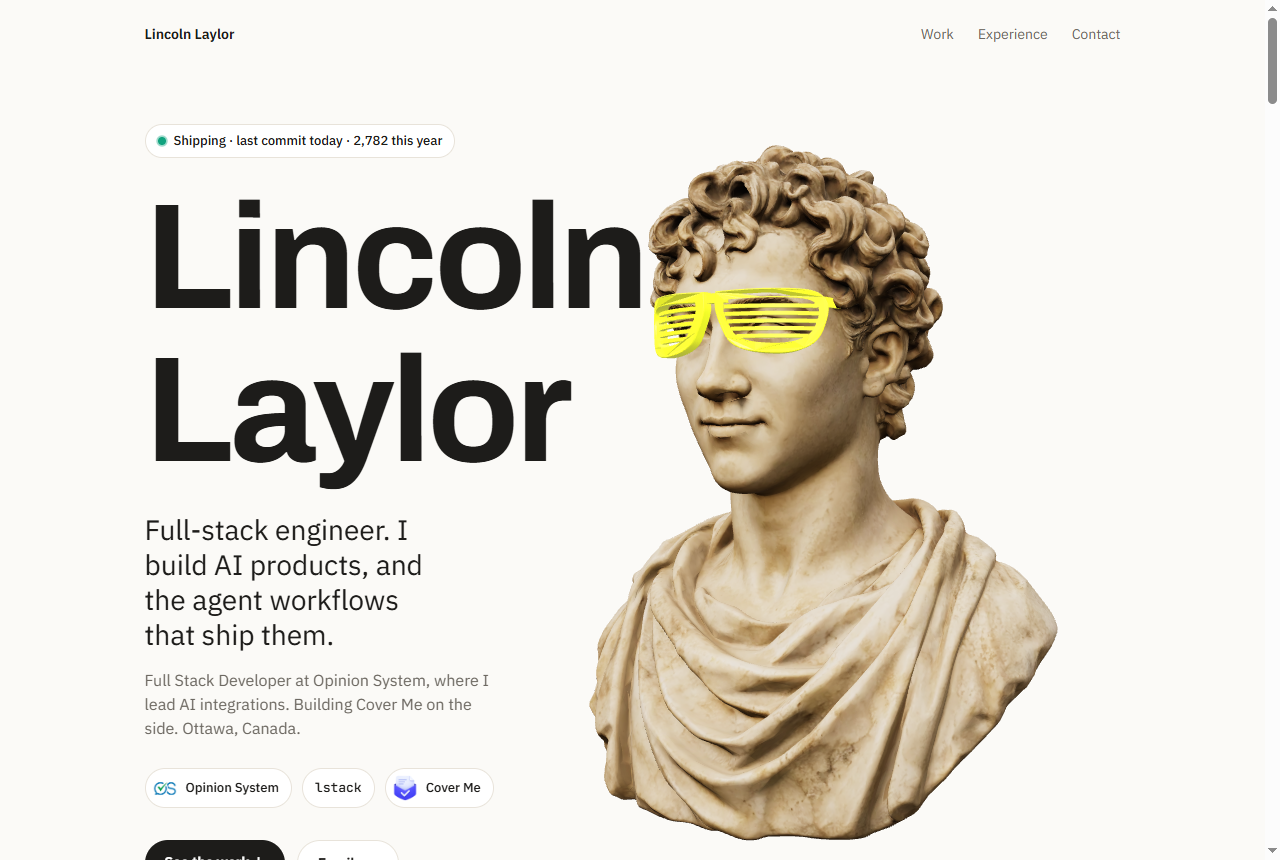 Lincoln Laylor
Work Experience Contact
Shipping · last commit today · 2,782 this year
Lincoln
Laylor
Full-stack engineer. I
build AI products, and
the agent workflows
that ship them.
Full Stack Developer at Opinion System, where I
lead AI integrations. Building Cover Me on the
side. Ottawa, Canada.
Opinion System lstack Cover Me